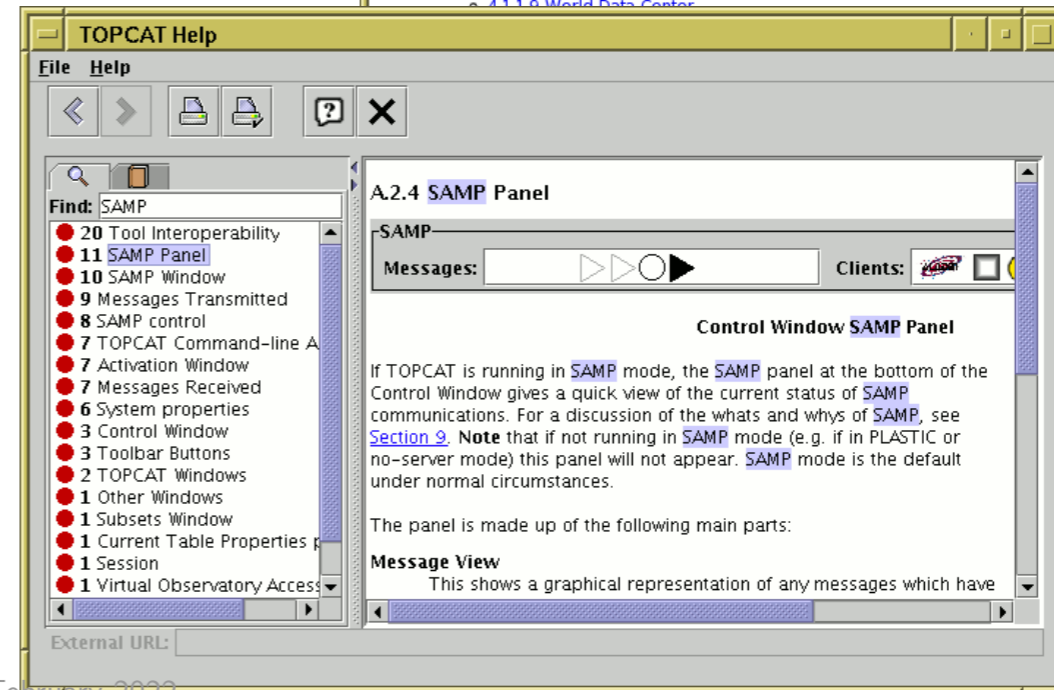 4.1.1.9 World Data Center
TOPCAT Help
File Help
Find: SAMP
20 Tool Interoperability
11 SAMP Panel
10 SAMP Window
9 Messages Transmitted
8 SAMP control
7 TOPCAT Command-line A
7 Activation Window
7 Messages Received
6 System properties
3 Control Window
3 Toolbar Buttons
2 TOPCAT Windows
1 Other Windows
1 Subsets Window
1 Current Table Properties p
1 Session
1 Virtual Observatory Access
A.2.4 SAMP Panel
SAMP
Messages: Clients:
Control Window SAMP Panel
If TOPCAT is running in SAMP mode, the SAMP panel at the bottom of the
Control Window gives a quick view of the current status of SAMP
communications. For a discussion of the whats and whys of SAMP, see
Section 9. Note that if not running in SAMP mode (e.g. if in PLASTIC or
no-server mode) this panel will not appear. SAMP mode is the default
under normal circumstances.
The panel is made up of the following main parts:
Message View
This shows a graphical representation of any messages which have
External URL: